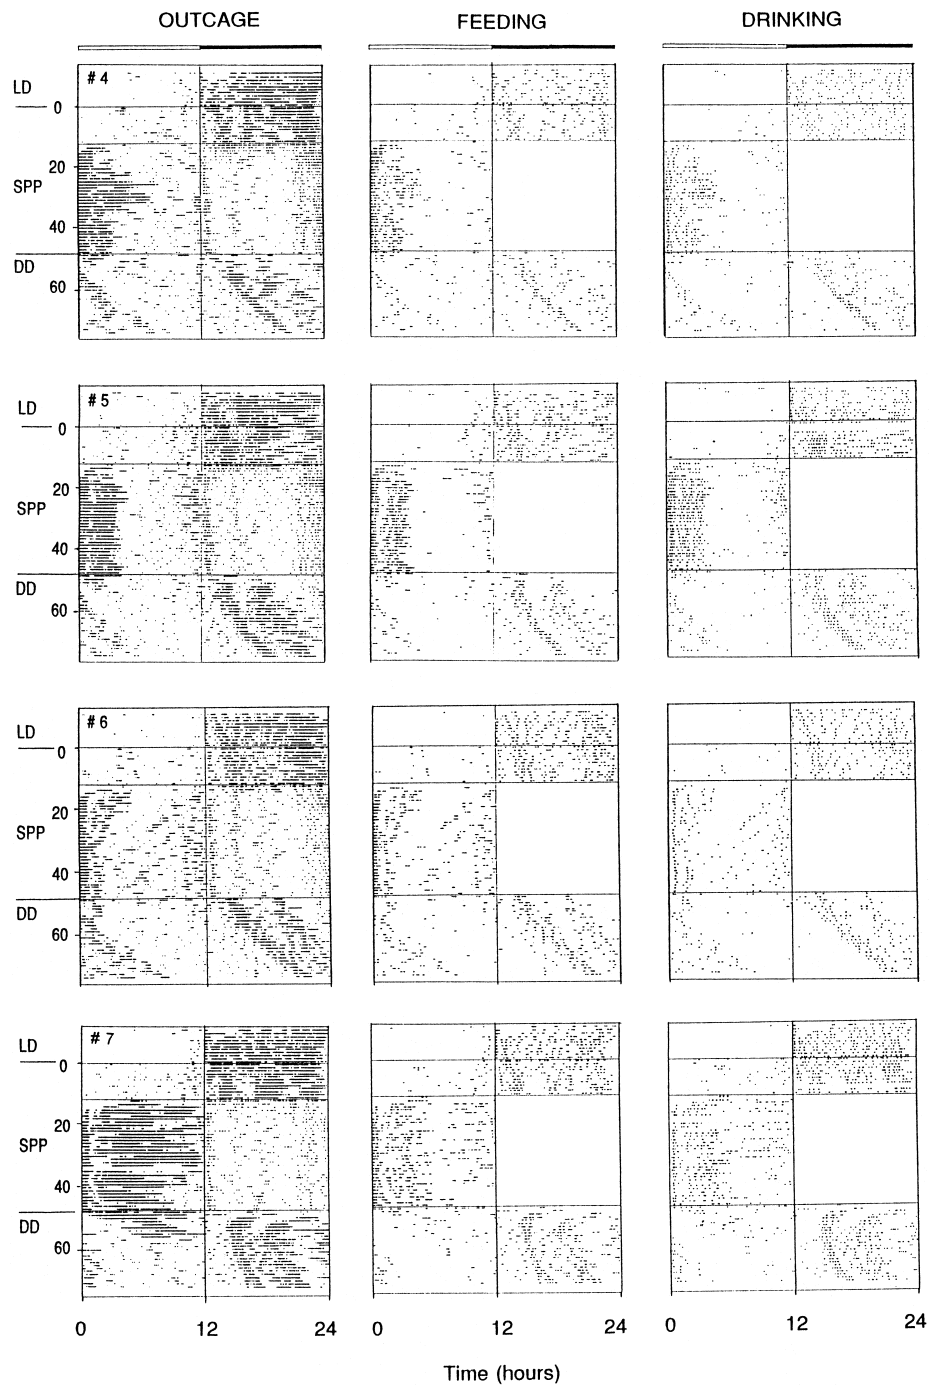 OUTCAGE FEEDING DRINKING
# 4
LD
0
20
SPP
40
DD
60
# 5
LD
0
20
SPP
40
DD
60
# 6
LD
0
20
SPP
40
DD
60
# 7
LD
0
20
SPP
40
DD
60
0 12 24 0 12 24 0 12 24
Time (hours)